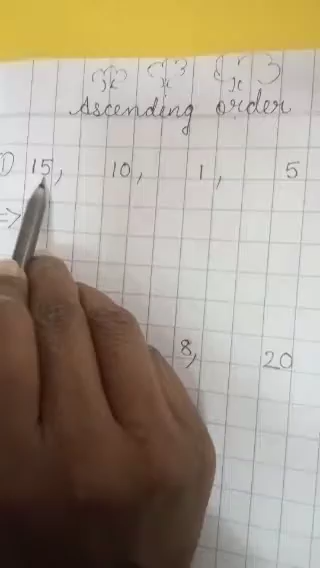 Ascending order
1) 15, 10, 1, 5
=>
8, 20